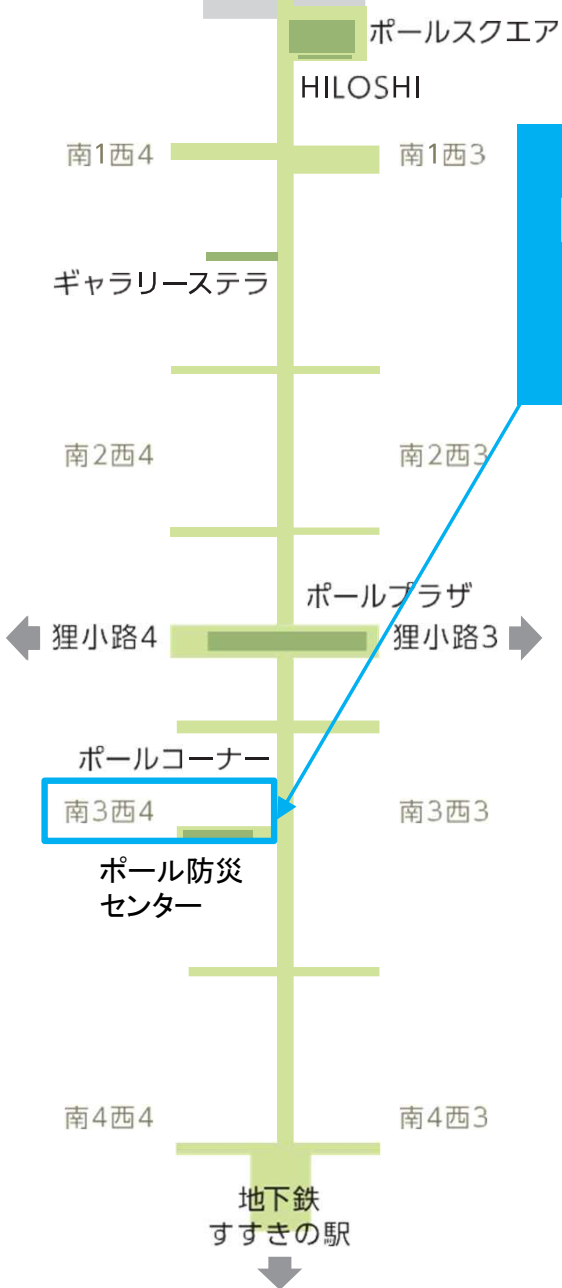 ポールスクエア
HILOSHI
南1西4
南1西3
ギャラリーステラ
南2西4
南2西3
ポールプラザ
狸小路4
狸小路3
ポールコーナー
南3西4
南3西3
ポール防災
センター
南4西4
南4西3
地下鉄
すすきの駅